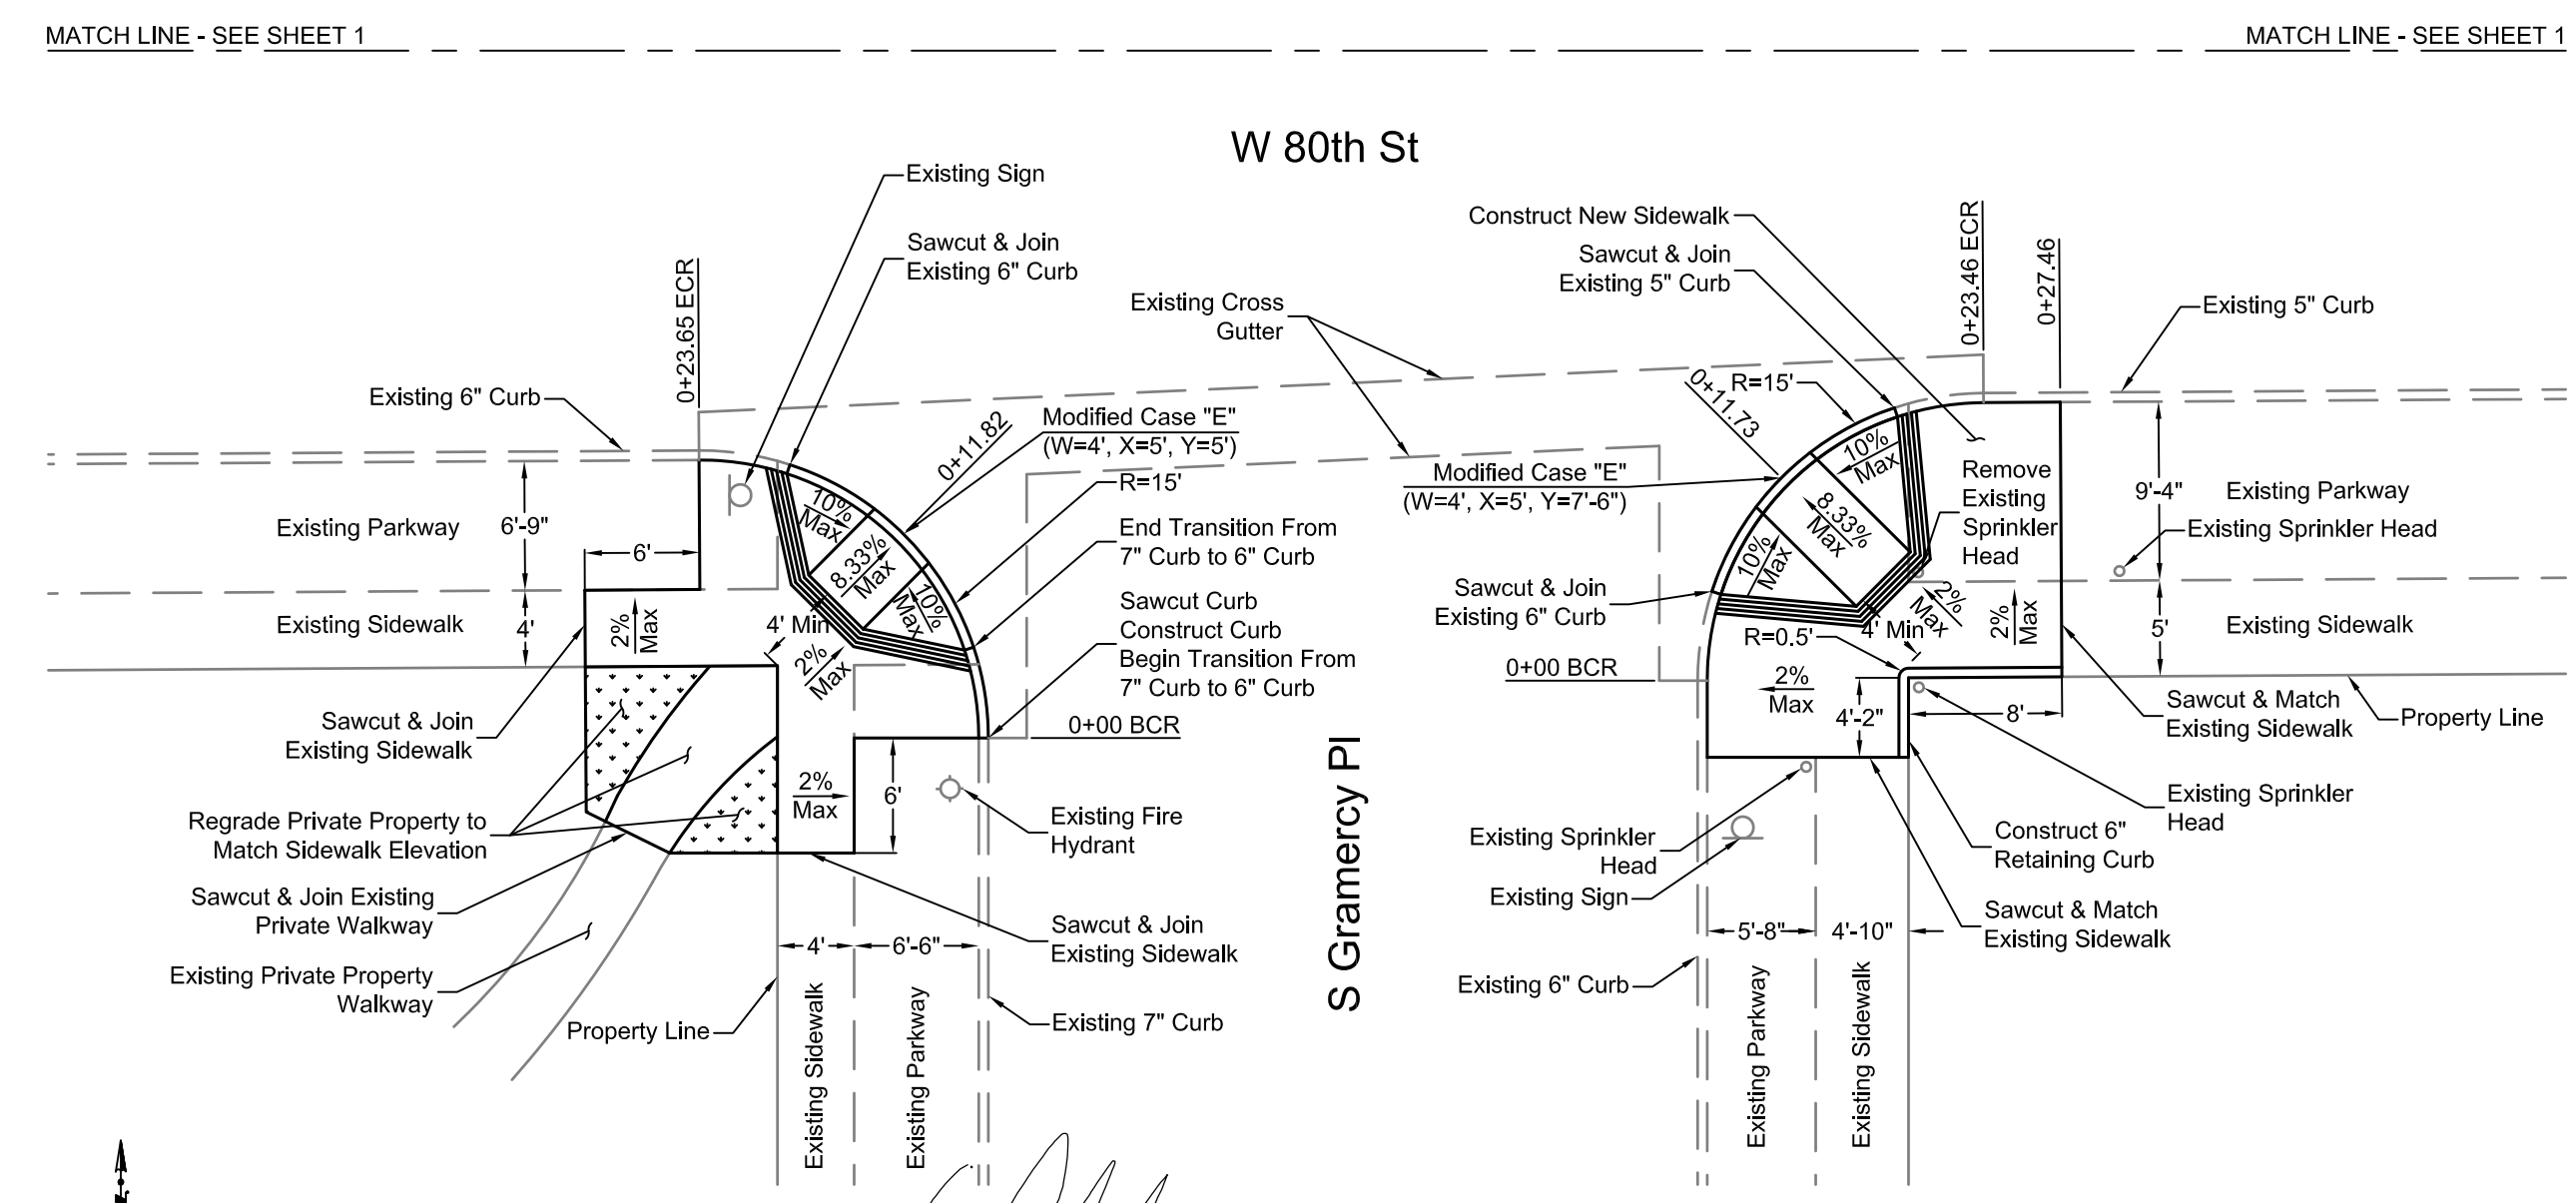 MATCH LINE - SEE SHEET 1
MATCH LINE - SEE SHEET 1
W 80th St
S Gramercy Pl
Existing Sign
Sawcut & Join
Existing 6" Curb
0+23.65 ECR
Existing 6" Curb
Existing Cross
Gutter
Modified Case "E"
(W=4', X=5', Y=5')
0+11.82
R=15'
End Transition From
7" Curb to 6" Curb
Sawcut Curb
Construct Curb
Begin Transition From
7" Curb to 6" Curb
0+00 BCR
Existing Parkway
6'-9"
6'
Existing Sidewalk
4'
2%
Max
10%
Max
8.33%
Max
10%
Max
4' Min
2%
Max
Sawcut & Join
Existing Sidewalk
Regrade Private Property to
Match Sidewalk Elevation
Sawcut & Join Existing
Private Walkway
Existing Private Property
Walkway
Property Line
2%
Max
6'
Existing Fire
Hydrant
Sawcut & Join
Existing Sidewalk
4'
6'-6"
Existing 7" Curb
Existing Sidewalk
Existing Parkway
Construct New Sidewalk
Sawcut & Join
Existing 5" Curb
0+23.46 ECR
0+27.46
Existing 5" Curb
R=15'
0+11.73
Modified Case "E"
(W=4', X=5', Y=7'-6")
10%
Max
8.33%
Max
10%
Max
Remove
Existing
Sprinkler
Head
9'-4"
Existing Parkway
Existing Sprinkler Head
Sawcut & Join
Existing 6" Curb
R=0.5'
4' Min
2%
Max
2%
Max
5'
Existing Sidewalk
0+00 BCR
2%
Max
4'-2"
8'
Sawcut & Match
Existing Sidewalk
Property Line
Existing Sprinkler
Head
Construct 6"
Retaining Curb
Existing Sprinkler
Head
Existing Sign
Sawcut & Match
Existing Sidewalk
5'-8"
4'-10"
Existing 6" Curb
Existing Parkway
Existing Sidewalk